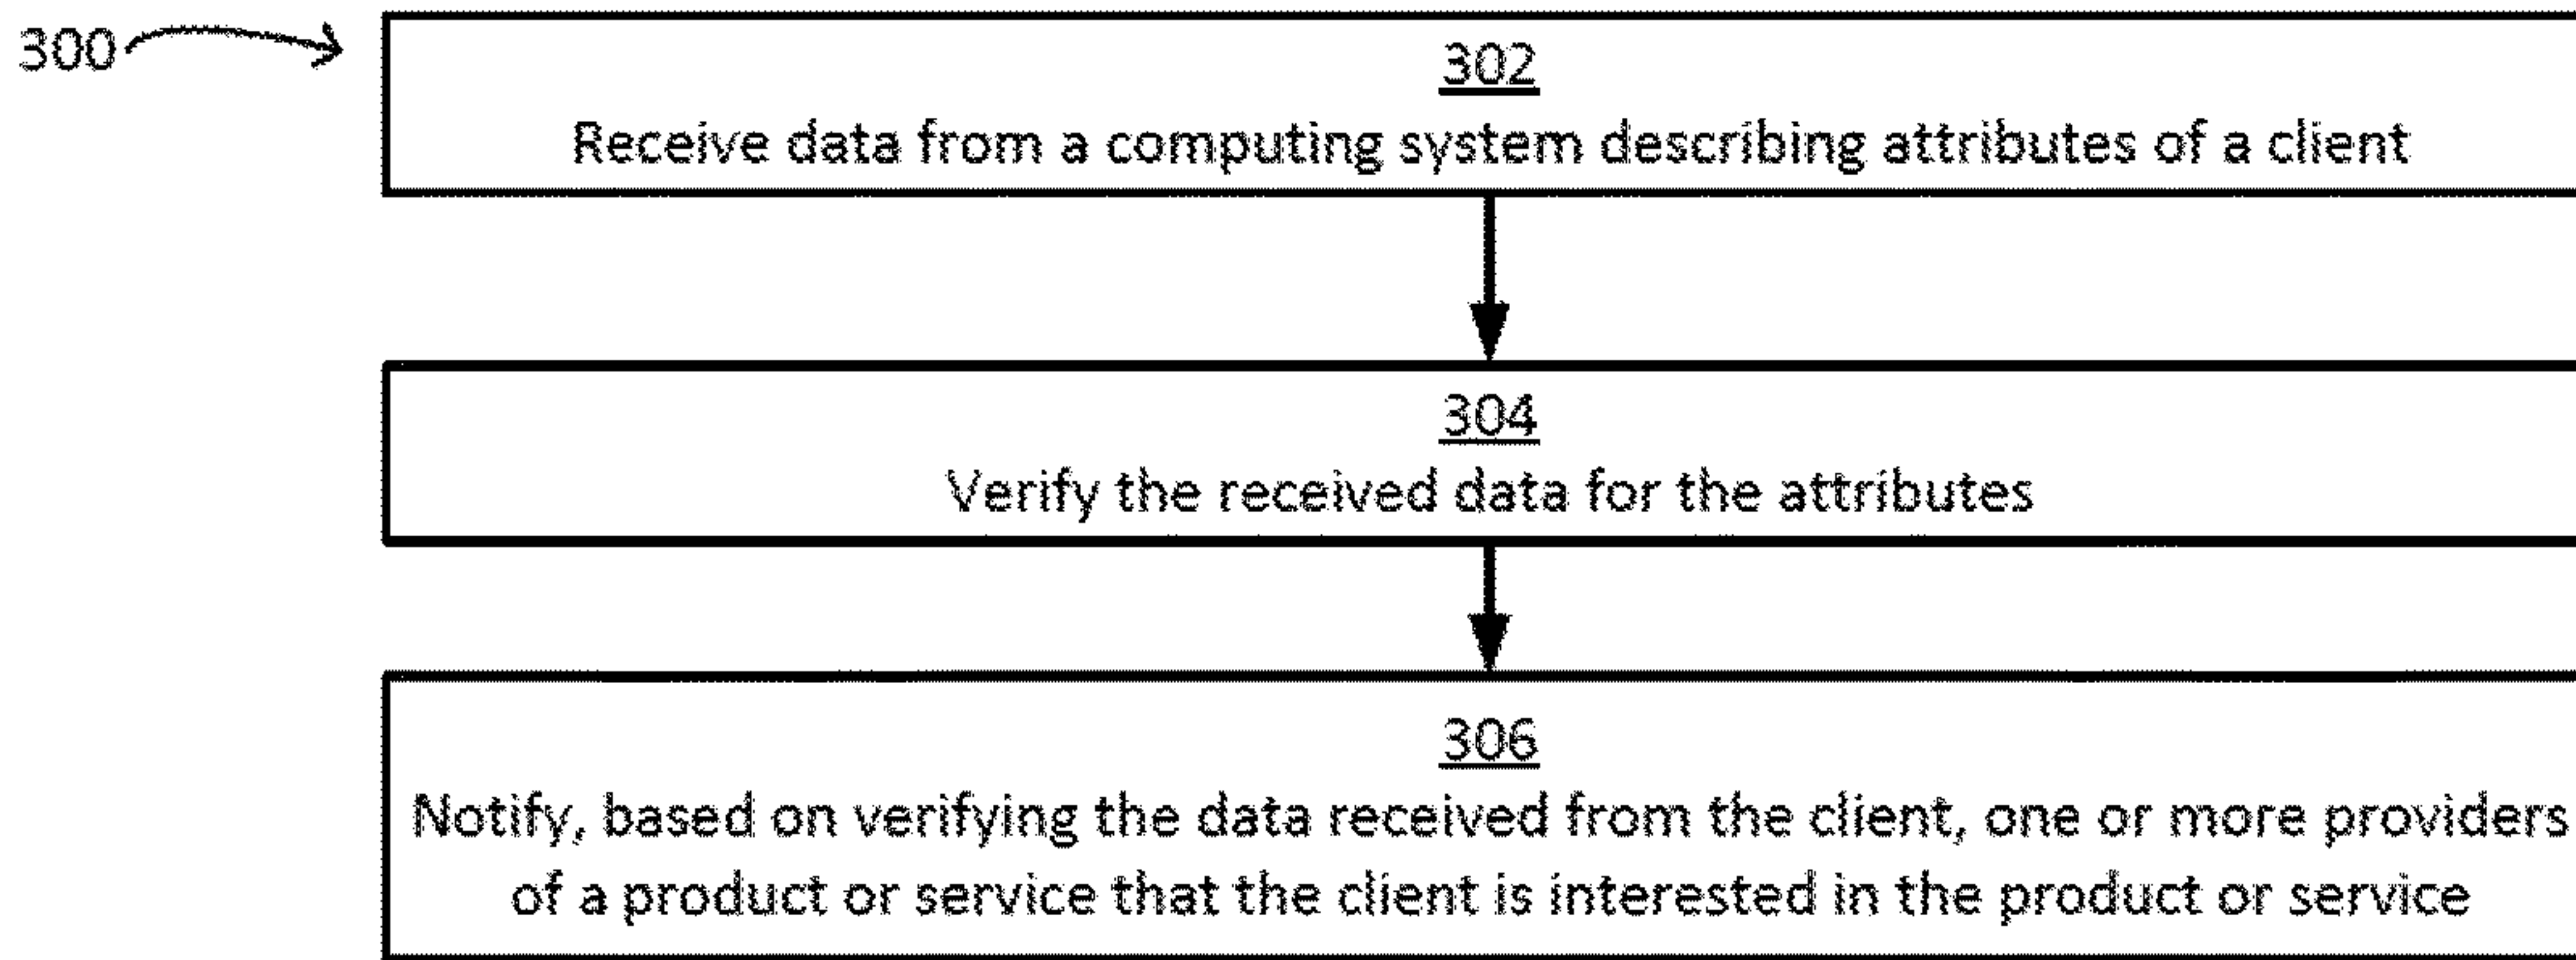 300
302
Receive data from a computing system describing attributes of a client
304
Verify the received data for the attributes
306
Notify, based on verifying the data received from the client, one or more providers
of a product or service that the client is interested in the product or service